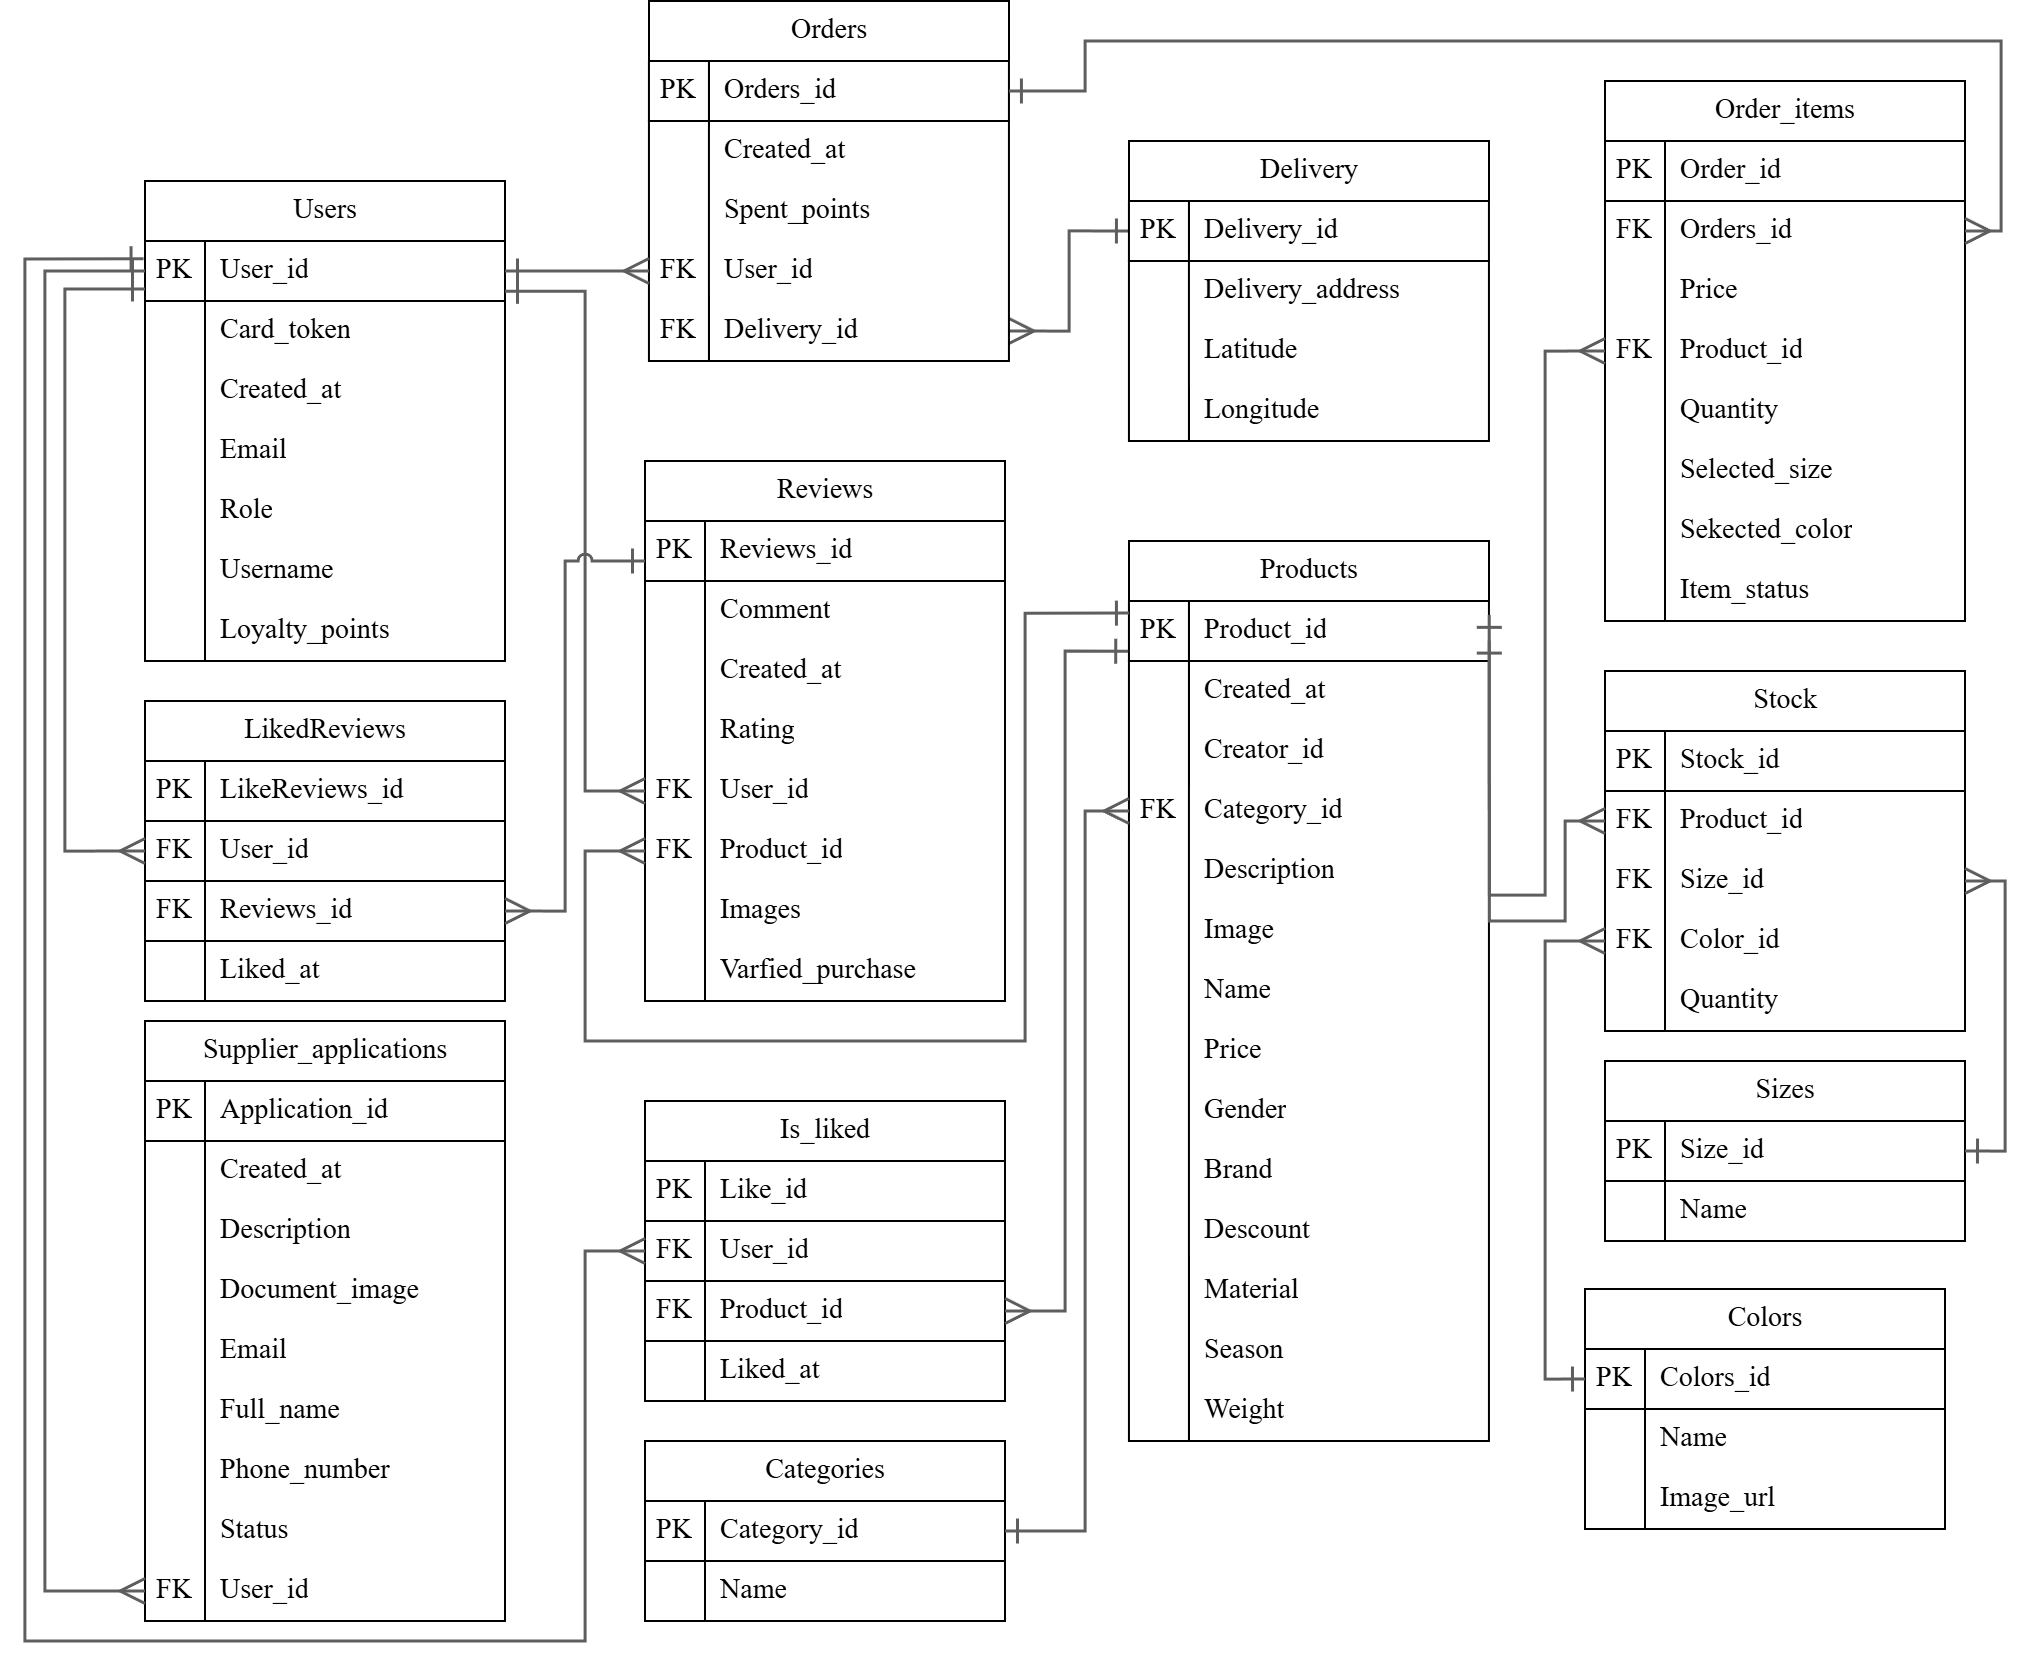 Orders
PK Orders_id
Created_at
Spent_points
FK User_id
FK Delivery_id
Users
PK User_id
Card_token
Created_at
Email
Role
Username
Loyalty_points
Delivery
PK Delivery_id
Delivery_address
Latitude
Longitude
Order_items
PK Order_id
FK Orders_id
Price
FK Product_id
Quantity
Selected_size
Sekected_color
Item_status
Reviews
PK Reviews_id
Comment
Created_at
Rating
FK User_id
FK Product_id
Images
Varfied_purchase
Products
PK Product_id
Created_at
Creator_id
FK Category_id
Description
Image
Name
Price
Gender
Brand
Descount
Material
Season
Weight
Stock
PK Stock_id
FK Product_id
FK Size_id
FK Color_id
Quantity
LikedReviews
PK LikeReviews_id
FK User_id
FK Reviews_id
Liked_at
Supplier_applications
PK Application_id
Created_at
Description
Document_image
Email
Full_name
Phone_number
Status
FK User_id
Is_liked
PK Like_id
FK User_id
FK Product_id
Liked_at
Sizes
PK Size_id
Name
Colors
PK Colors_id
Name
Image_url
Categories
PK Category_id
Name